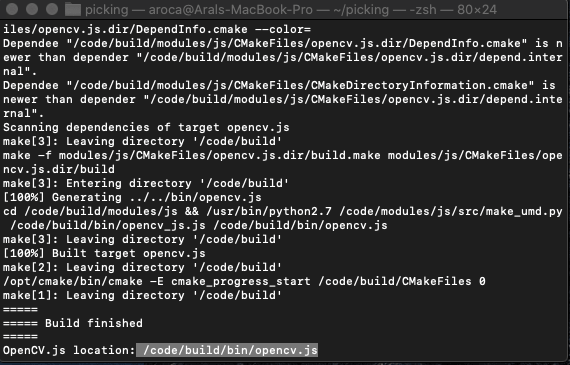 picking — aroca@Arals-MacBook-Pro — ~/picking — -zsh — 80×24
iles/opencv.js.dir/DependInfo.cmake --color=
Dependee "/code/build/modules/js/CMakeFiles/opencv.js.dir/DependInfo.cmake" is n
ewer than depender "/code/build/modules/js/CMakeFiles/opencv.js.dir/depend.inter
nal".
Dependee "/code/build/modules/js/CMakeFiles/CMakeDirectoryInformation.cmake" is
newer than depender "/code/build/modules/js/CMakeFiles/opencv.js.dir/depend.inte
rnal".
Scanning dependencies of target opencv.js
make[3]: Leaving directory '/code/build'
make -f modules/js/CMakeFiles/opencv.js.dir/build.make modules/js/CMakeFiles/ope
ncv.js.dir/build
make[3]: Entering directory '/code/build'
[100%] Generating ../../bin/opencv.js
cd /code/build/modules/js && /usr/bin/python2.7 /code/modules/js/src/make_umd.py
/code/build/bin/opencv_js.js /code/build/bin/opencv.js
make[3]: Leaving directory '/code/build'
[100%] Built target opencv.js
make[2]: Leaving directory '/code/build'
/opt/cmake/bin/cmake -E cmake_progress_start /code/build/CMakeFiles 0
make[1]: Leaving directory '/code/build'
=====
===== Build finished
=====
OpenCV.js location: /code/build/bin/opencv.js